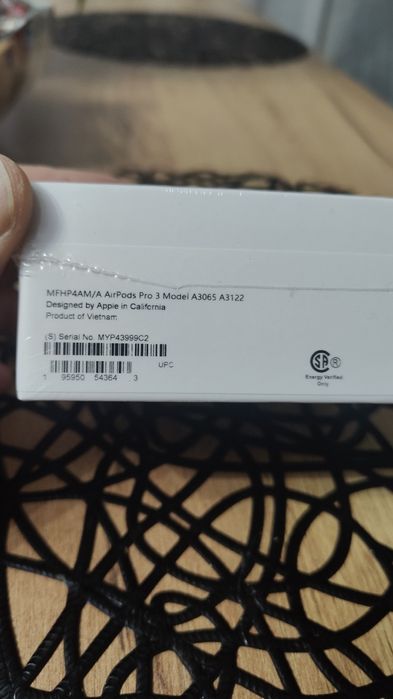 MFHP4AM/A AirPods Pro 3 Model A3065 A3122
Designed by Apple in California
Product of Vietnam
(S) Serial No. MYP43999C2
UPC
1 95950 54364 3
SA ®
Energy Verified
Only